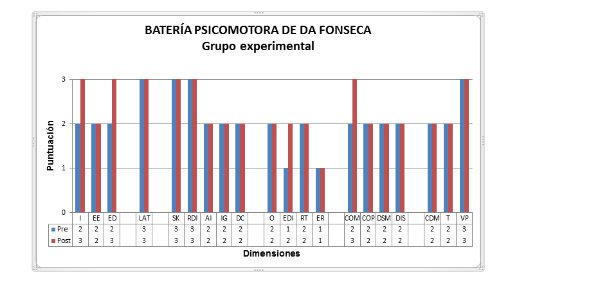 BATERÍA PSICOMOTORA DE DA FONSECA
Grupo experimental
Puntuación
3
2
1
0
I EE ED LAT SK RDI AI IG DC O EDI RT ER COM COP DSM DIS CDM T VP
Pre 2 2 2 3 3 3 2 2 2 2 1 2 1 2 2 2 2 2 2 3
Post 3 2 3 3 3 3 2 2 2 2 2 2 1 3 2 2 2 2 2 3
Dimensiones